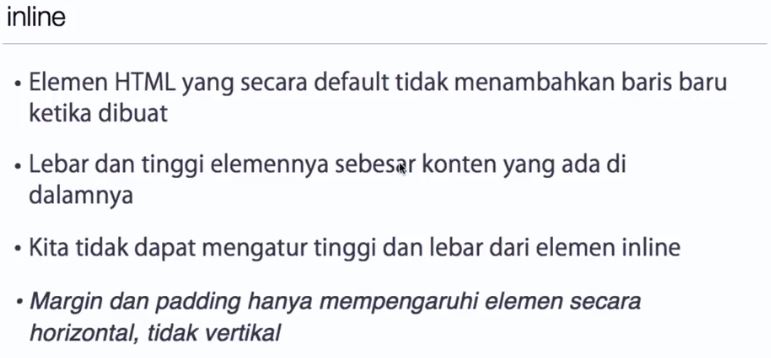 inline
• Elemen HTML yang secara default tidak menambahkan baris baru
ketika dibuat
• Lebar dan tinggi elemennya sebesar konten yang ada di
dalamnya
• Kita tidak dapat mengatur tinggi dan lebar dari elemen inline
• Margin dan padding hanya mempengaruhi elemen secara
horizontal, tidak vertikal